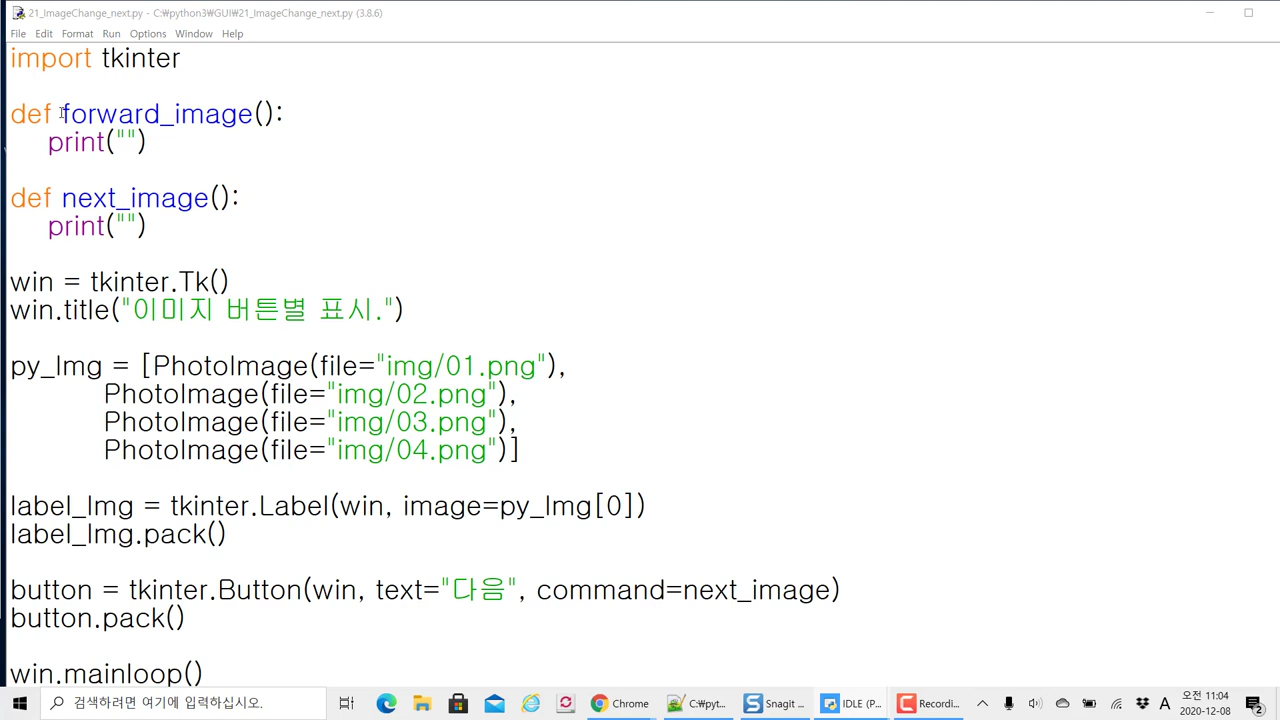 21_ImageChange_next.py - C:₩python3₩GUI₩21_ImageChange_next.py (3.8.6)
File Edit Format Run Options Window Help
import tkinter
def forward_image():
print("")
def next_image():
print("")
win = tkinter.Tk()
win.title("이미지 버튼별 표시.")
py_Img = [PhotoImage(file="img/01.png"),
PhotoImage(file="img/02.png"),
PhotoImage(file="img/03.png"),
PhotoImage(file="img/04.png")]
label_Img = tkinter.Label(win, image=py_Img[0])
label_Img.pack()
button = tkinter.Button(win, text="다음", command=next_image)
button.pack()
win.mainloop()
검색하려면 여기에 입력하십시오.
Chrome
C:₩pyt...
Snagit ...
IDLE (P...
Recordi...
A
오전 11:04
2020-12-08
2